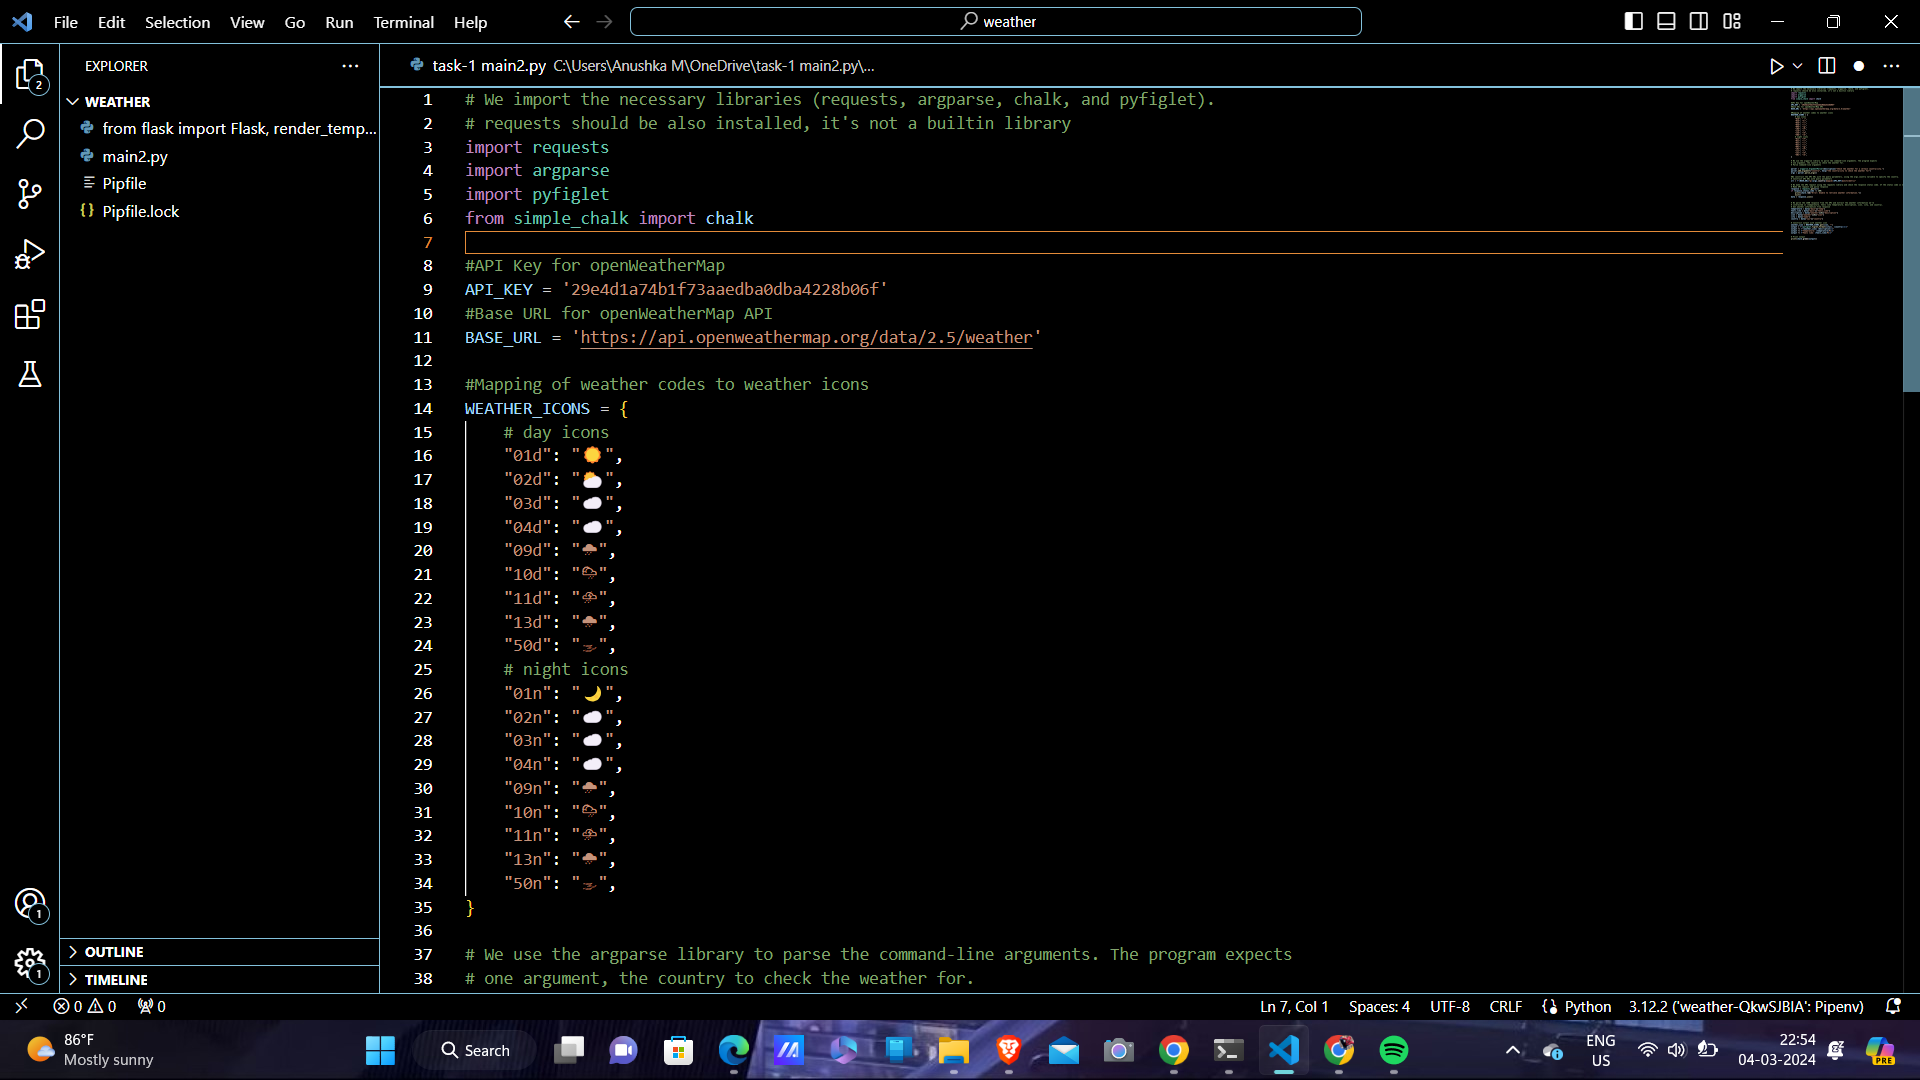 File Edit Selection View Go Run Terminal Help
weather
EXPLORER
WEATHER
from flask import Flask, render_temp...
main2.py
Pipfile
Pipfile.lock
OUTLINE
TIMELINE
2
1
1
task-1 main2.py C:\Users\Anushka M\OneDrive\task-1 main2.py\...
1 # We import the necessary libraries (requests, argparse, chalk, and pyfiglet).
2 # requests should be also installed, it's not a builtin library
3 import requests
4 import argparse
5 import pyfiglet
6 from simple_chalk import chalk
7
8 #API Key for openWeatherMap
9 API_KEY = '29e4d1a74b1f73aaedba0dba4228b06f'
10 #Base URL for openWeatherMap API
11 BASE_URL = 'https://api.openweathermap.org/data/2.5/weather'
12
13 #Mapping of weather codes to weather icons
14 WEATHER_ICONS = {
15 # day icons
16 "01d": "☀️",
17 "02d": "⛅",
18 "03d": "☁️",
19 "04d": "☁️",
20 "09d": "🌧",
21 "10d": "🌦",
22 "11d": "⛈",
23 "13d": "🌨",
24 "50d": "🌫",
25 # night icons
26 "01n": "🌙",
27 "02n": "☁️",
28 "03n": "☁️",
29 "04n": "☁️",
30 "09n": "🌧",
31 "10n": "🌦",
32 "11n": "⛈",
33 "13n": "🌨",
34 "50n": "🌫",
35 }
36
37 # We use the argparse library to parse the command-line arguments. The program expects
38 # one argument, the country to check the weather for.
0 0 0
Ln 7, Col 1 Spaces: 4 UTF-8 CRLF {} Python 3.12.2 ('weather-QkwSJBIA': Pipenv)
86°F
Mostly sunny
Search
ENG
US
22:54
04-03-2024
PRE